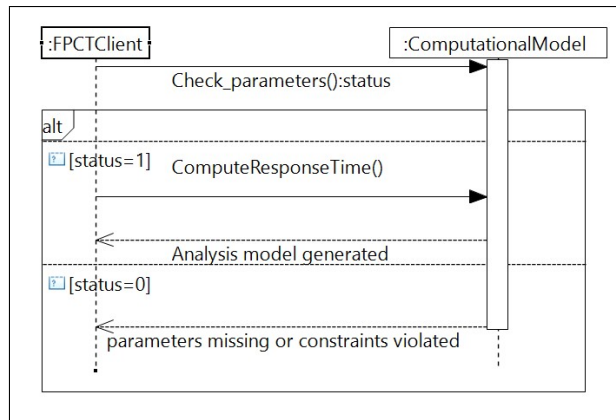 :FPCTClient
:ComputationalModel
Check_parameters():status
alt
[status=1]
ComputeResponseTime()
Analysis model generated
[status=0]
parameters missing or constraints violated